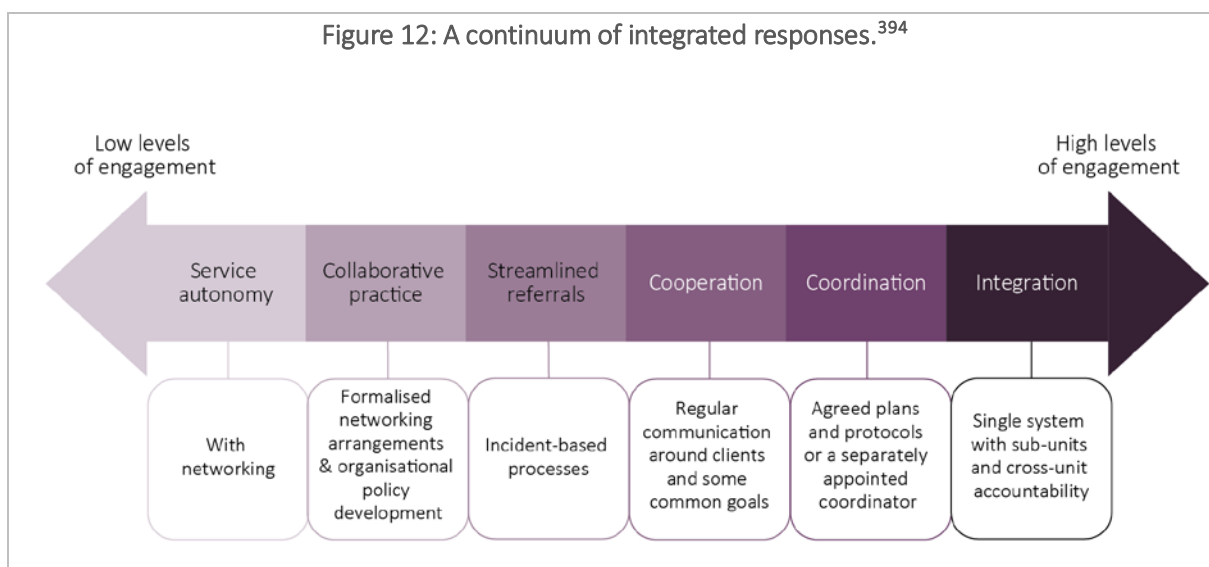 Figure 12: A continuum of integrated responses.394
Low levels
of engagement
High levels
of engagement
Service
autonomy
Collaborative
practice
Streamlined
referrals
Cooperation
Coordination
Integration
With
networking
Formalised
networking
arrangements
& organisational
policy
development
Incident-based
processes
Regular
communication
around clients
and some
common goals
Agreed plans
and protocols
or a separately
appointed
coordinator
Single system
with sub-units
and cross-unit
accountability